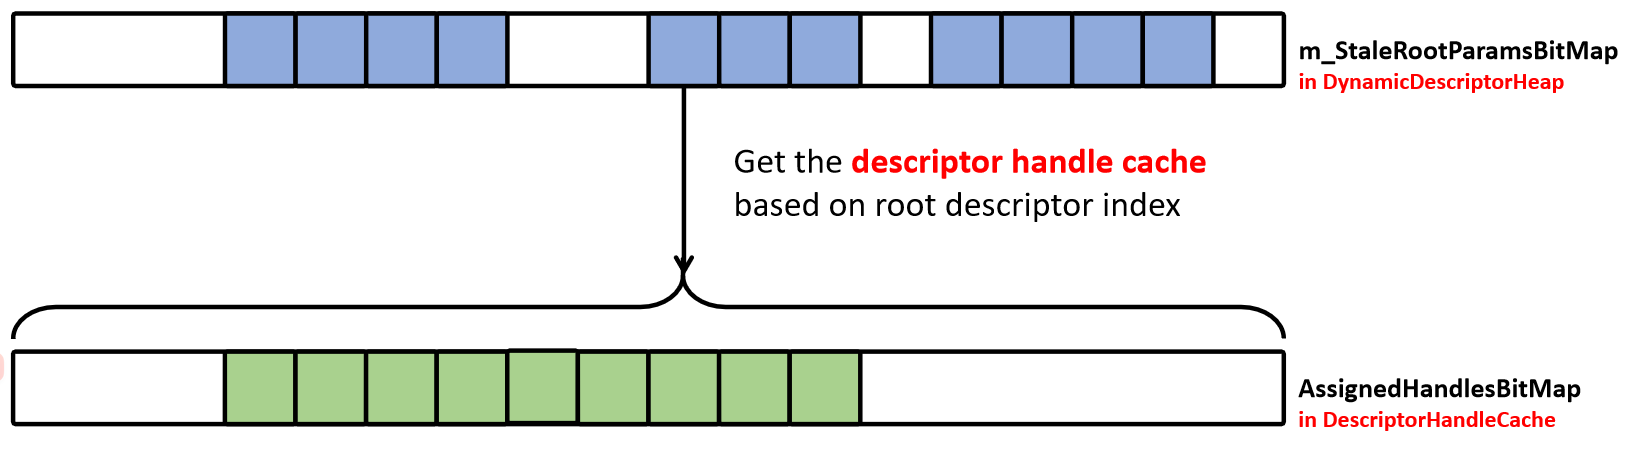 m_StaleRootParamsBitMap
in DynamicDescriptorHeap
Get the descriptor handle cache
based on root descriptor index
AssignedHandlesBitMap
in DescriptorHandleCache